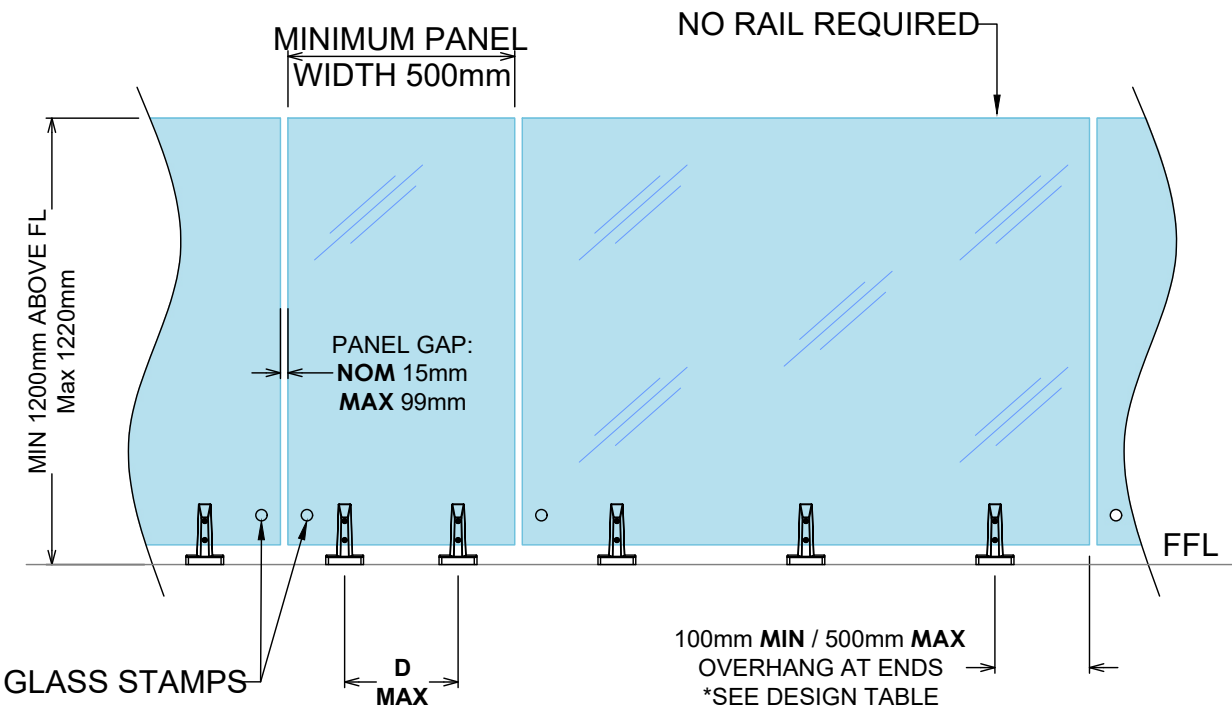 NO RAIL REQUIRED
MINIMUM PANEL
WIDTH 500mm
MIN 1200mm ABOVE FL
Max 1220mm
PANEL GAP:
NOM 15mm
MAX 99mm
FFL
GLASS STAMPS
D
MAX
100mm MIN / 500mm MAX
OVERHANG AT ENDS
*SEE DESIGN TABLE